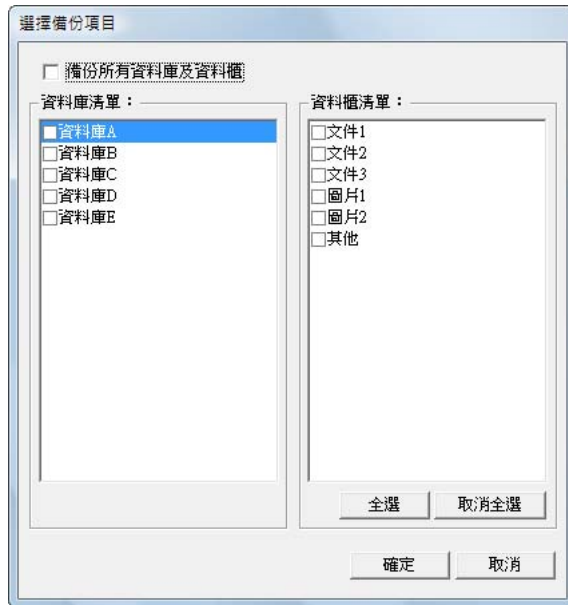 選擇備份項目
備份所有資料庫及資料櫃
資料庫清單：
資料庫A
資料庫B
資料庫C
資料庫D
資料庫E
資料櫃清單：
文件1
文件2
文件3
圖片1
圖片2
其他
全選
取消全選
確定
取消